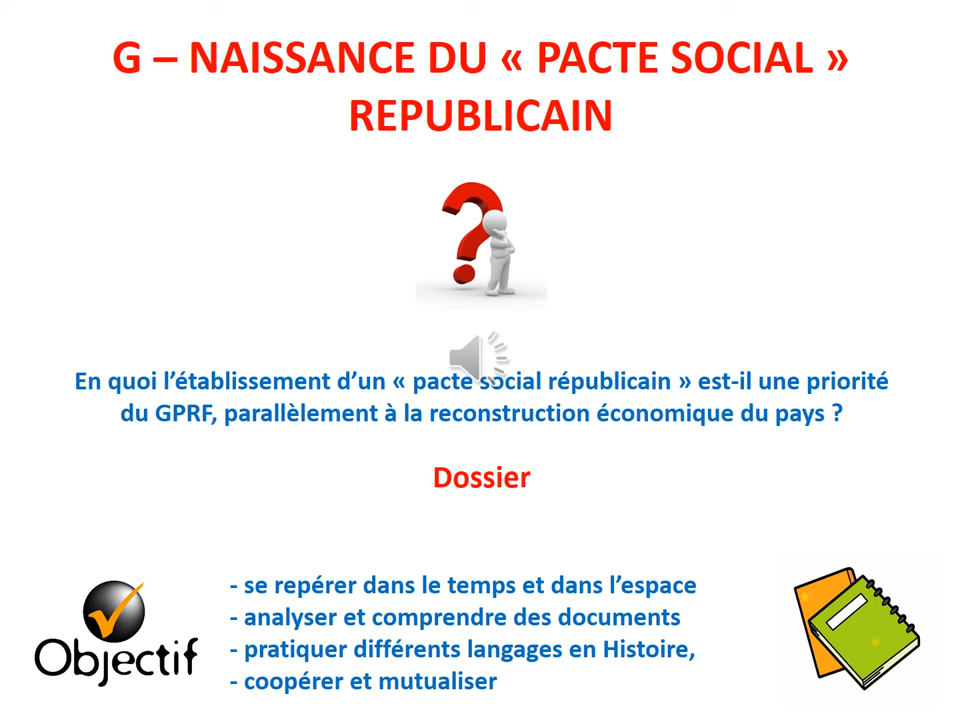 G – NAISSANCE DU « PACTE SOCIAL »
REPUBLICAIN
En quoi l’établissement d’un « pacte social républicain » est-il une priorité
du GPRF, parallèlement à la reconstruction économique du pays ?
Dossier
- se repérer dans le temps et dans l’espace
- analyser et comprendre des documents
- pratiquer différents langages en Histoire,
- coopérer et mutualiser
Objectif